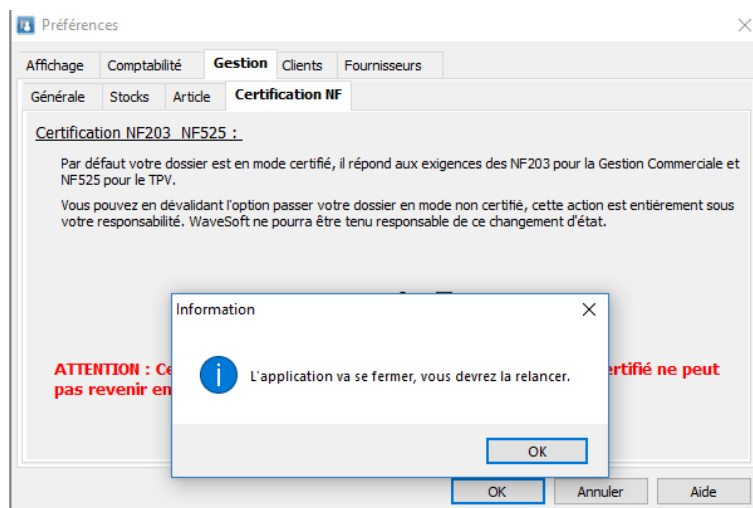 Préférences
Affichage Comptabilité Gestion Clients Fournisseurs
Générale Stocks Article Certification NF
Certification NF203 NF525 :
Par défaut votre dossier est en mode certifié, il répond aux exigences des NF203 pour la Gestion Commerciale et
NF525 pour le TPV.
Vous pouvez en dévalidant l'option passer votre dossier en mode non certifié, cette action est entiérement sous
votre responsabilité. WaveSoft ne pourra être tenu responsable de ce changement d'état.
Information
L'application va se fermer, vous devrez la relancer.
OK
ATTENTION : rtifié ne peut
pas revenir en
OK Annuler Aide